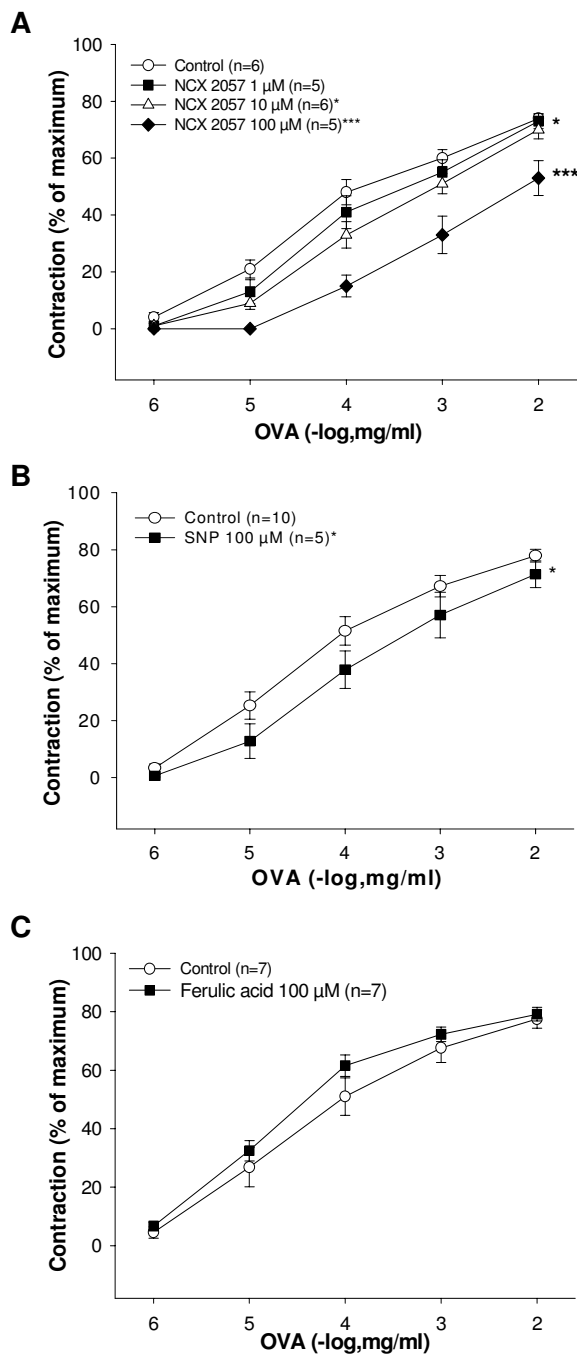 A
Control (n=6)
NCX 2057 1 µM (n=5)
NCX 2057 10 µM (n=6)*
NCX 2057 100 µM (n=5)***
100
80
60
40
20
0
*
***
Contraction (% of maximum)
6 5 4 3 2
OVA (-log,mg/ml)
B
Control (n=10)
SNP 100 µM (n=5)*
100
80
60
40
20
0
*
Contraction (% of maximum)
6 5 4 3 2
OVA (-log,mg/ml)
C
Control (n=7)
Ferulic acid 100 µM (n=7)
100
80
60
40
20
0
Contraction (% of maximum)
6 5 4 3 2
OVA (-log,mg/ml)